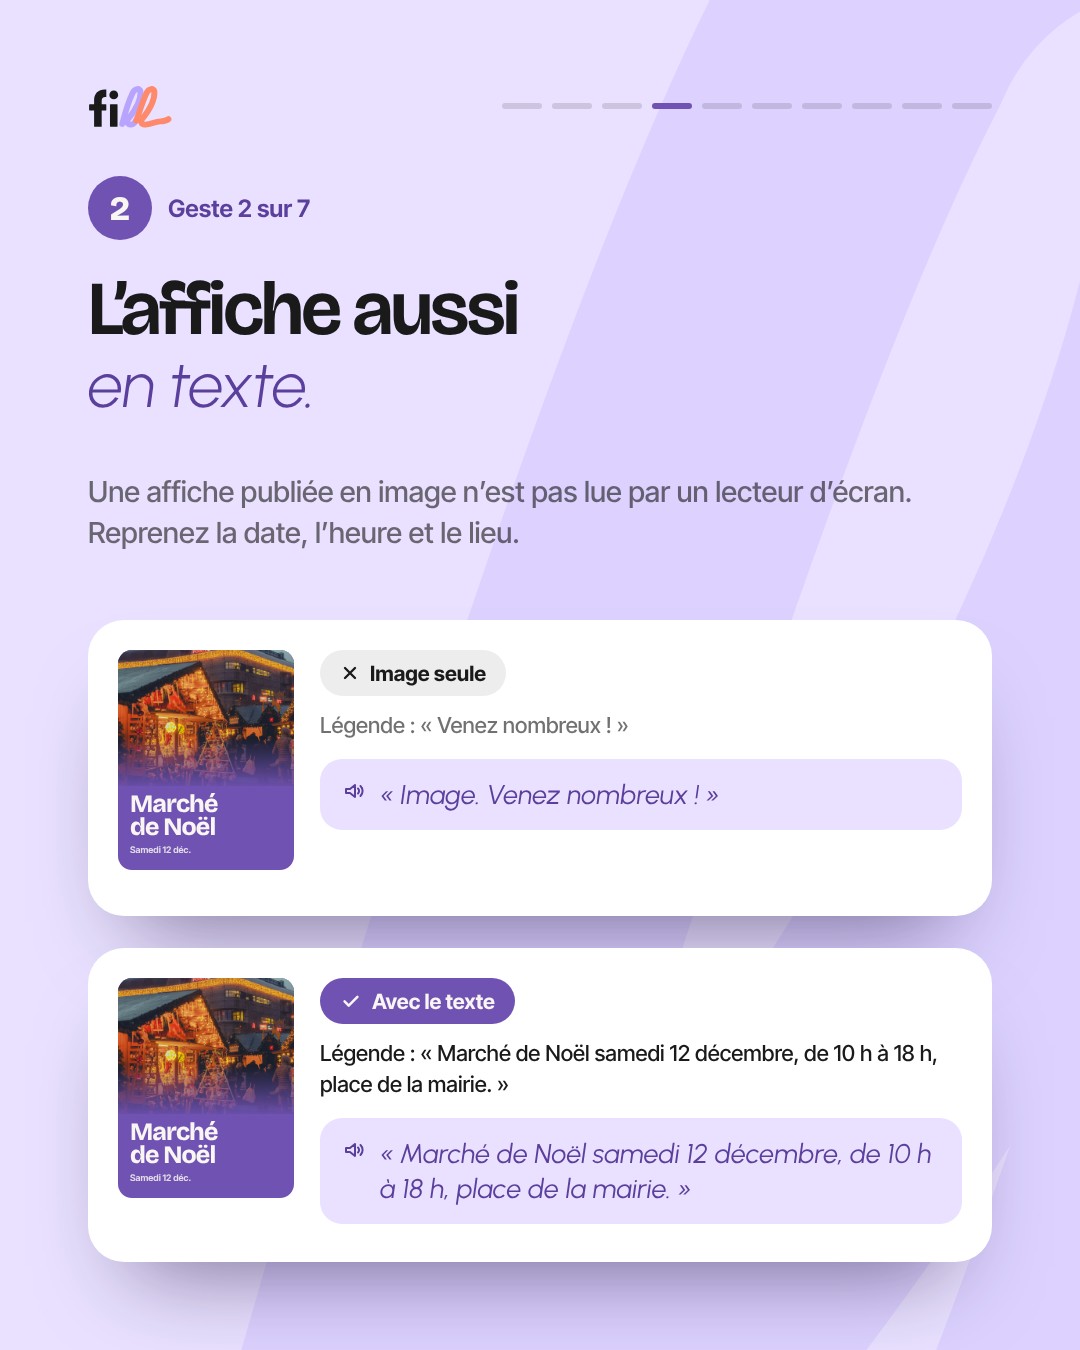 fill
2
Geste 2 sur 7
L’affiche aussi
en texte.
Une affiche publiée en image n’est pas lue par un lecteur d’écran.
Reprenez la date, l’heure et le lieu.
Marché
de Noël
Samedi 12 déc.
Image seule
Légende : « Venez nombreux ! »
« Image. Venez nombreux ! »
Marché
de Noël
Samedi 12 déc.
Avec le texte
Légende : « Marché de Noël samedi 12 décembre, de 10 h à 18 h,
place de la mairie. »
« Marché de Noël samedi 12 décembre, de 10 h
à 18 h, place de la mairie. »